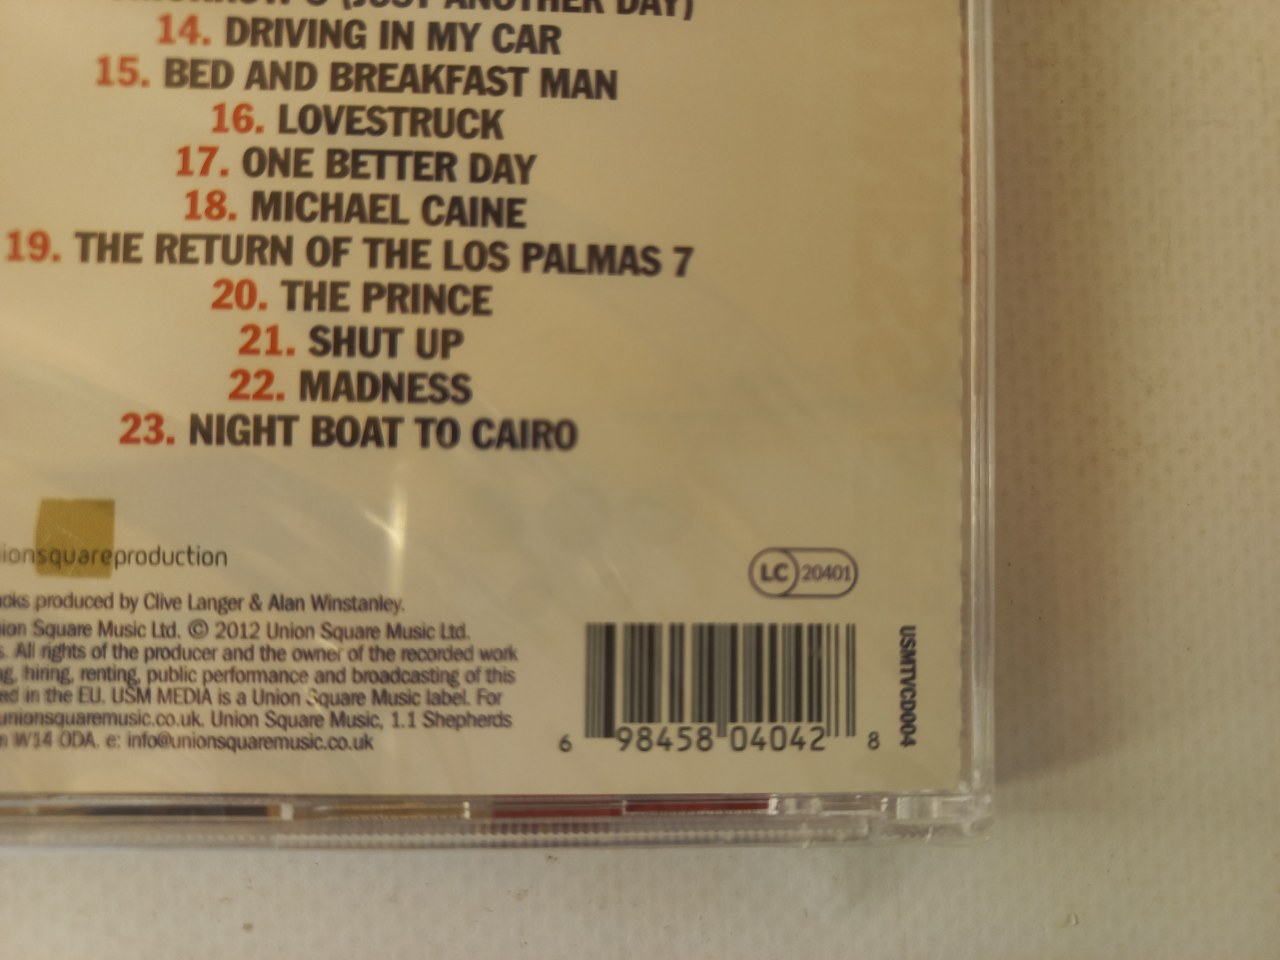 (JUST ANOTHER DAY)
14. DRIVING IN MY CAR
15. BED AND BREAKFAST MAN
16. LOVESTRUCK
17. ONE BETTER DAY
18. MICHAEL CAINE
19. THE RETURN OF THE LOS PALMAS 7
20. THE PRINCE
21. SHUT UP
22. MADNESS
23. NIGHT BOAT TO CAIRO
ionsquareproduction
LC 20401
produced by Clive Langer & Alan Winstanley.
ion Square Music Ltd. © 2012 Union Square Music Ltd.
s. All rights of the producer and the owner of the recorded work
hiring, renting, public performance and broadcasting of this
in the EU. USM MEDIA is a Union Square Music label. For
unionsquaremusic.co.uk. Union Square Music, 1.1 Shepherds
W14 0DA. e: info@unionsquaremusic.co.uk
6 98458 04042 8
USMTVCD004